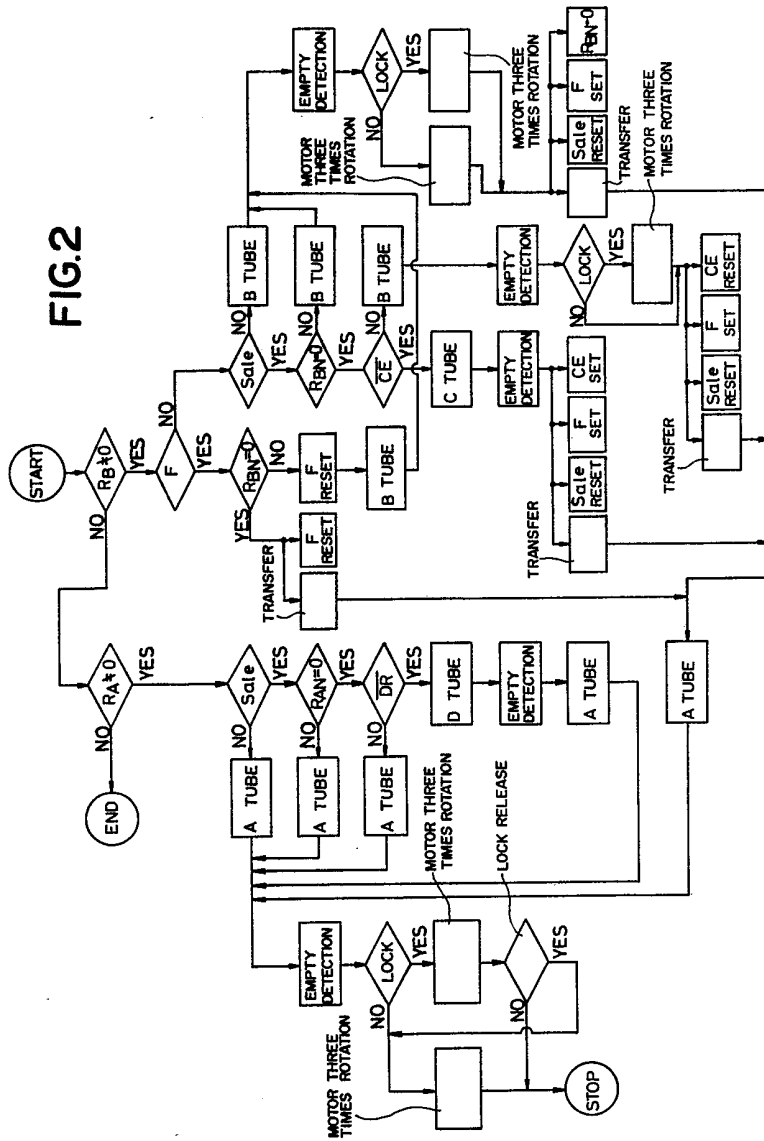 FIG.2
START
RB≠0
NO
YES
F
NO
YES
RBN=0
YES
NO
F RESET
F RESET
TRANSFER
B TUBE
Sale
NO
YES
B TUBE
RBN=0
NO
YES
B TUBE
CE
NO
YES
B TUBE
C TUBE
EMPTY DETECTION
TRANSFER
Sale RESET
F SET
CE SET
EMPTY DETECTION
LOCK
NO
YES
MOTOR THREE TIMES ROTATION
TRANSFER
Sale RESET
F SET
CE RESET
EMPTY DETECTION
LOCK
NO
YES
MOTOR THREE TIMES ROTATION
MOTOR THREE TIMES ROTATION
TRANSFER
Sale RESET
F SET
RBN=0
RA≠0
NO
YES
END
Sale
NO
YES
A TUBE
RAN=0
NO
YES
A TUBE
DR
NO
YES
A TUBE
D TUBE
EMPTY DETECTION
A TUBE
A TUBE
EMPTY DETECTION
LOCK
NO
YES
MOTOR THREE TIMES ROTATION
MOTOR THREE TIMES ROTATION
LOCK RELEASE
NO
YES
STOP